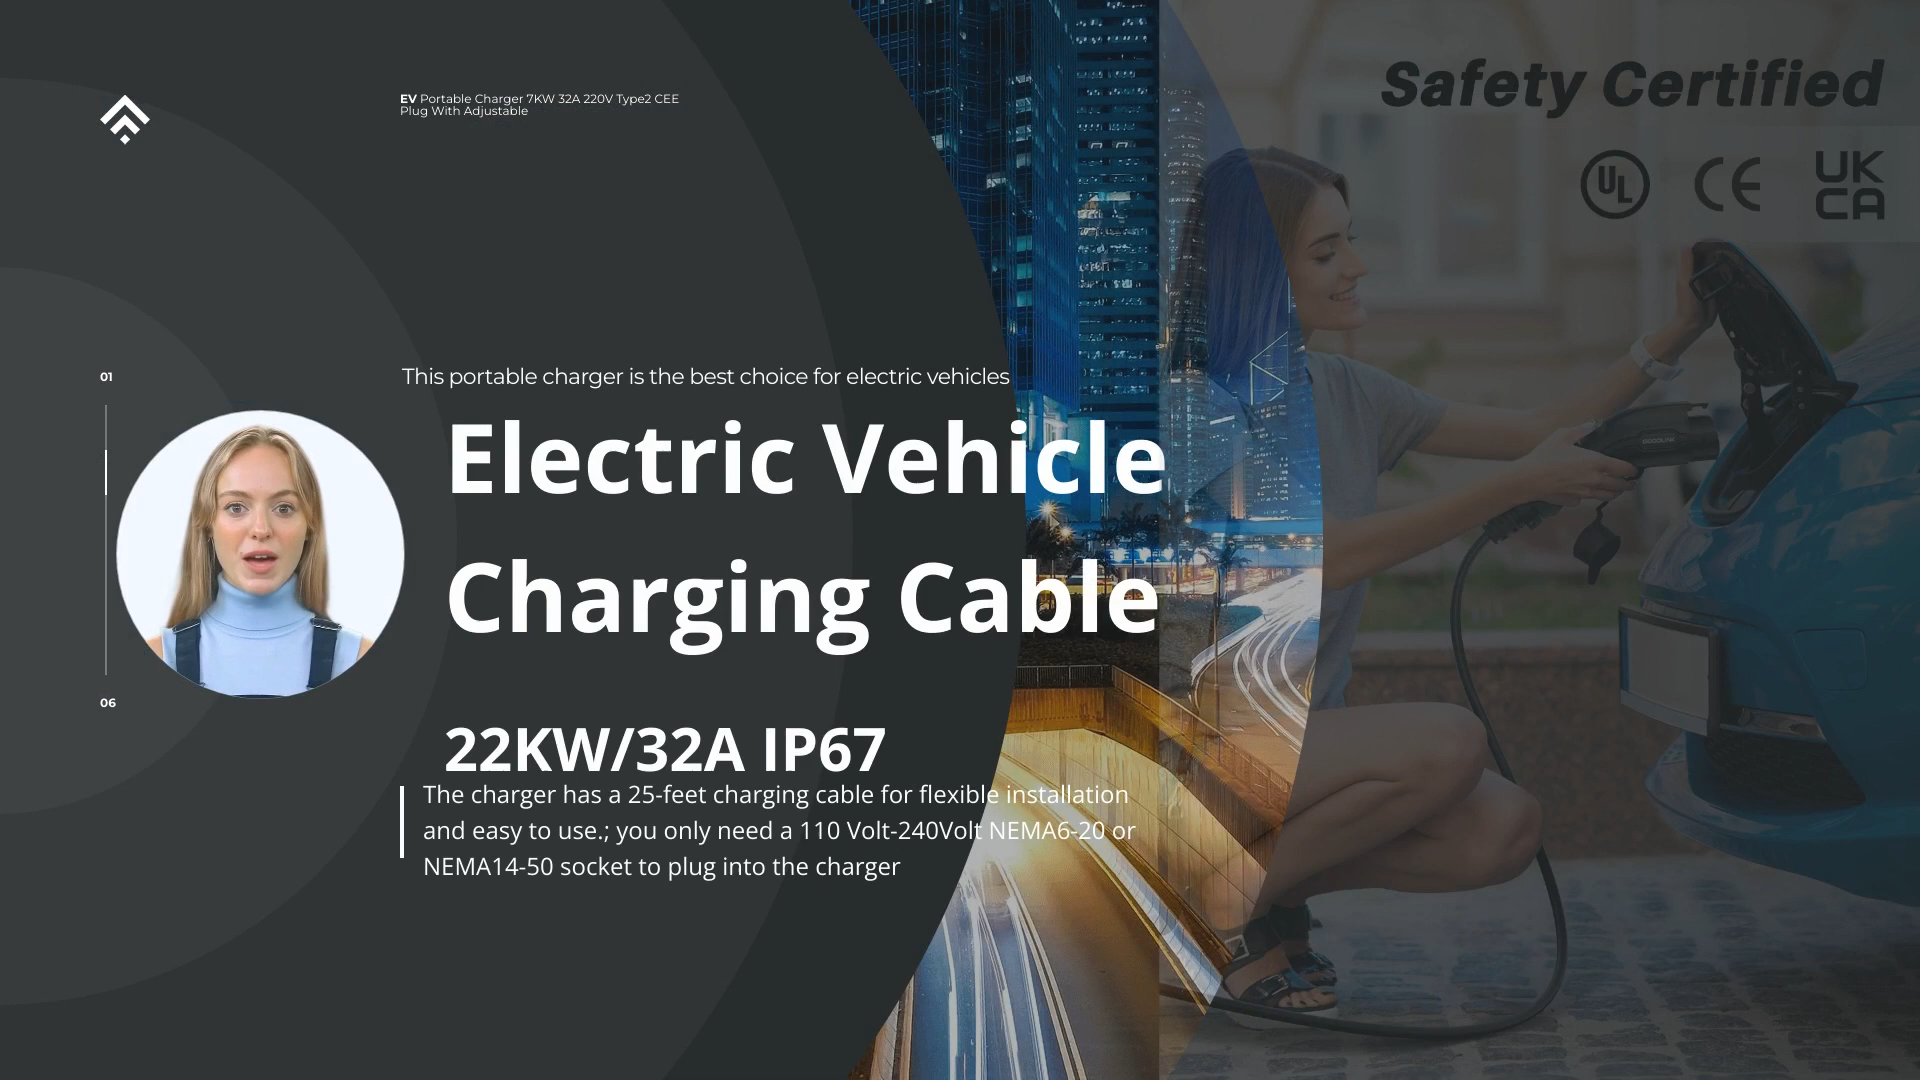 Safety Certified
UL CE UK
CA
EV Portable Charger 7KW 32A 220V Type2 CEE
Plug With Adjustable
01
This portable charger is the best choice for electric vehicles
Electric Vehicle
Charging Cable
06
22KW/32A IP67
The charger has a 25-feet charging cable for flexible installation
and easy to use.; you only need a 110 Volt-240Volt NEMA6-20 or
NEMA14-50 socket to plug into the charger